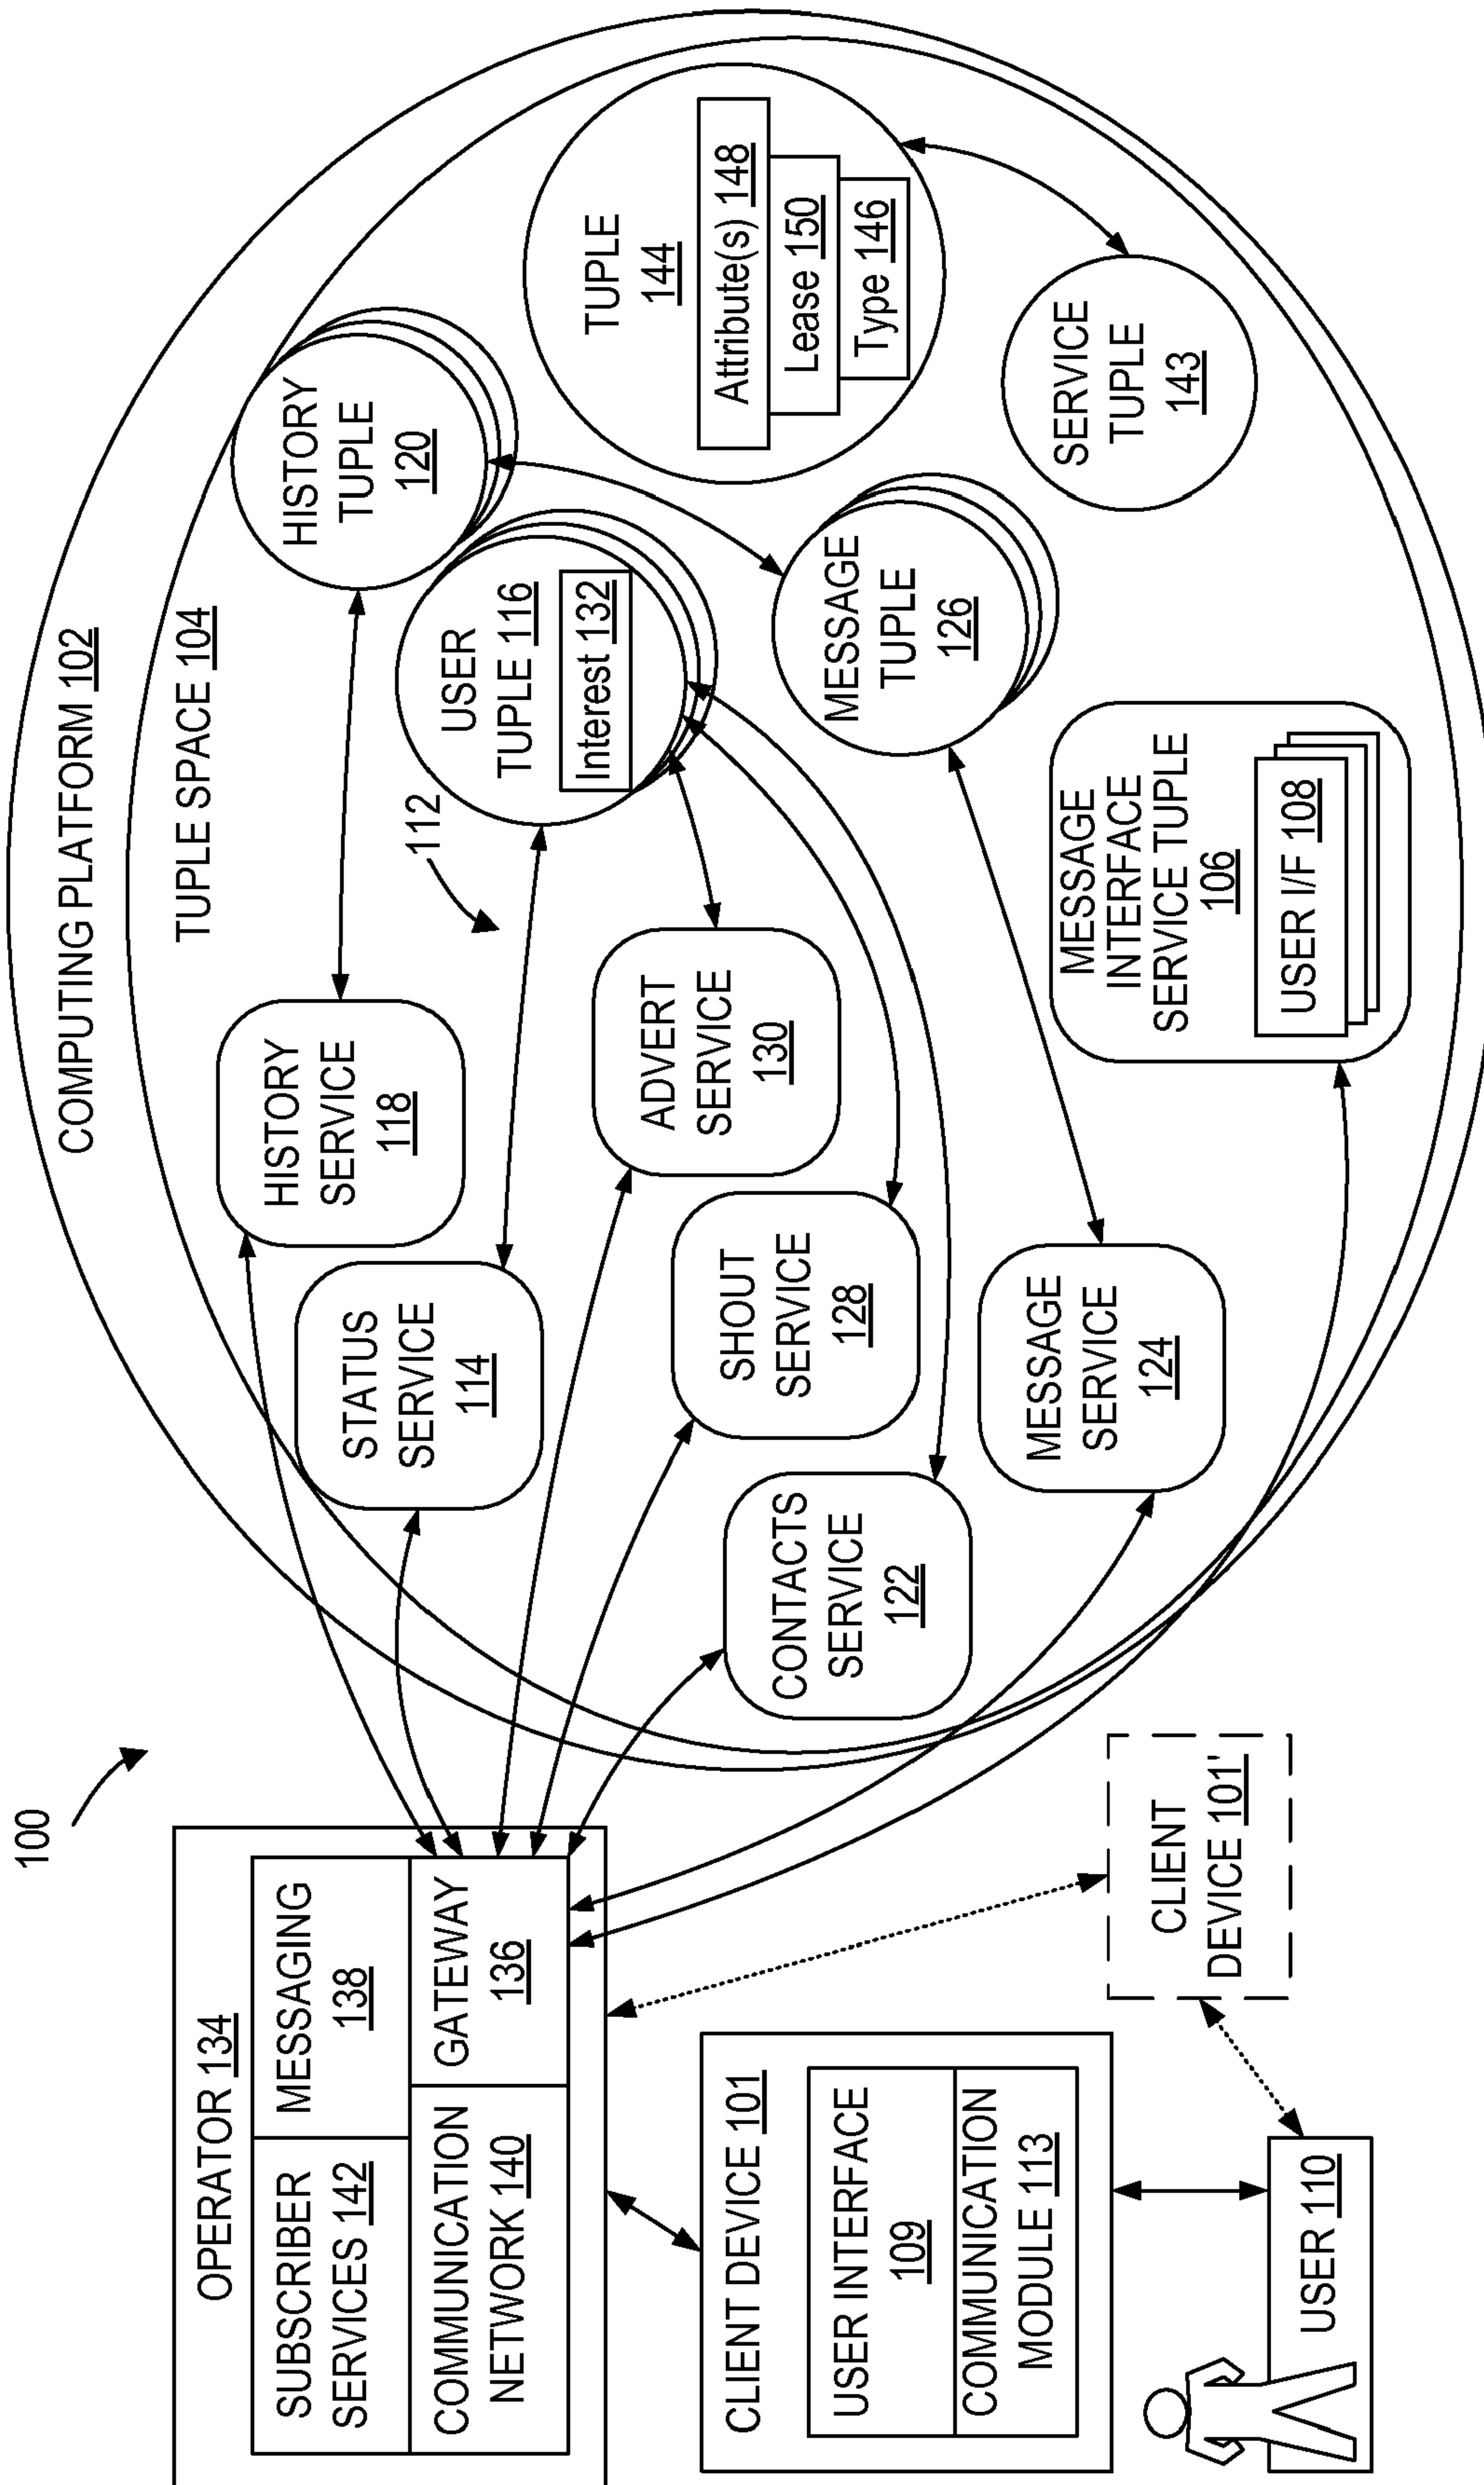 100
OPERATOR 134
SUBSCRIBER
SERVICES 142
MESSAGING
138
COMMUNICATION
NETWORK 140
GATEWAY
136
CLIENT DEVICE 101
USER INTERFACE
109
COMMUNICATION
MODULE 113
USER 110
CLIENT
DEVICE 101'
COMPUTING PLATFORM 102
TUPLE SPACE 104
HISTORY
SERVICE
118
STATUS
SERVICE
114
112
ADVERT
SERVICE
130
SHOUT
SERVICE
128
CONTACTS
SERVICE
122
MESSAGE
SERVICE
124
HISTORY
TUPLE
120
USER
TUPLE 116
Interest 132
MESSAGE
TUPLE
126
MESSAGE
INTERFACE
SERVICE TUPLE
106
USER I/F 108
TUPLE
144
Attribute(s) 148
Lease 150
Type 146
SERVICE
TUPLE
143